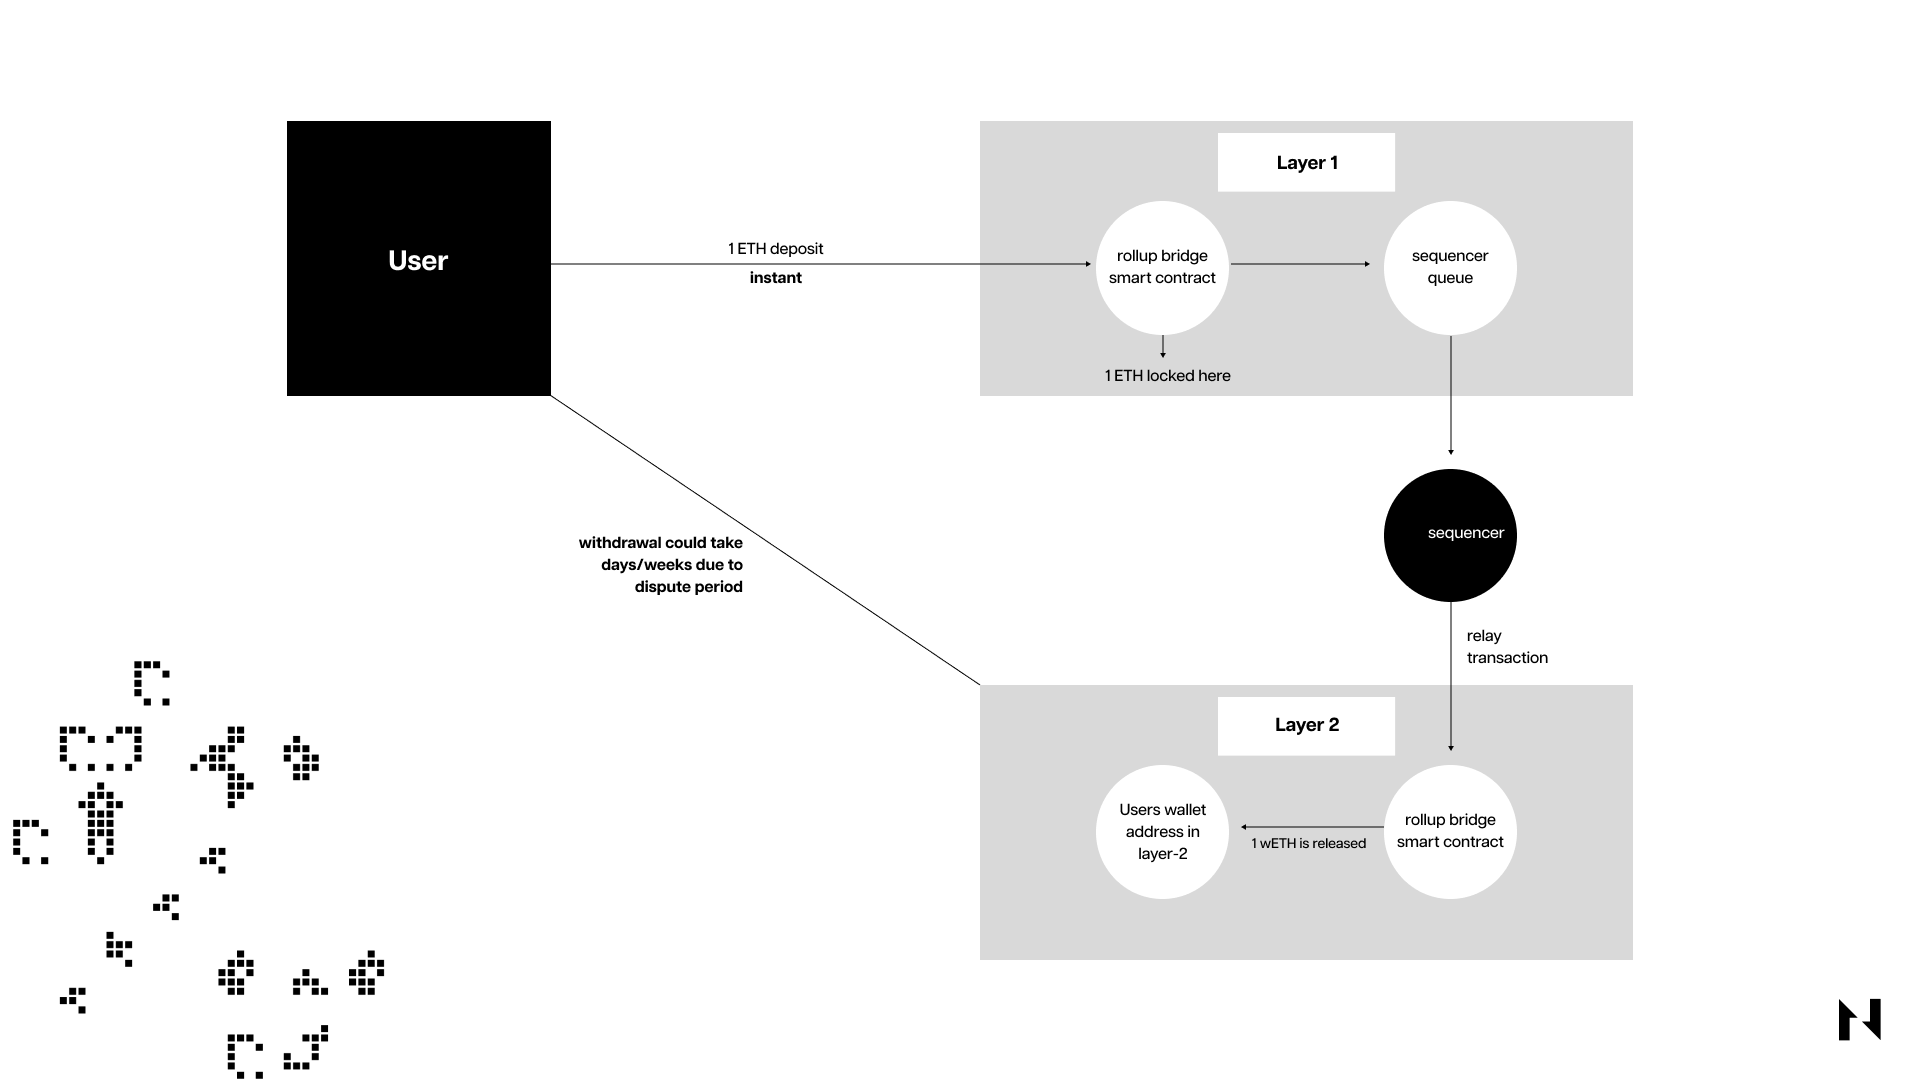 User
1 ETH deposit
instant
Layer 1
rollup bridge
smart contract
sequencer
queue
1 ETH locked here
sequencer
withdrawal could take
days/weeks due to
dispute period
relay
transaction
Layer 2
Users wallet
address in
layer-2
1 wETH is released
rollup bridge
smart contract